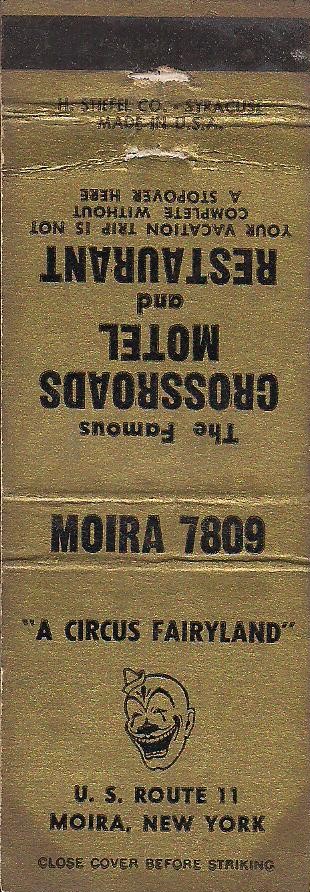 H. STIEFEL CO. - SYRACUSE
MADE IN U.S.A.
The Famous
CROSSROADS
MOTEL
and
RESTAURANT
YOUR VACATION TRIP IS NOT
COMPLETE WITHOUT
A STOPOVER HERE
MOIRA 7809
"A CIRCUS FAIRYLAND"
U. S. ROUTE 11
MOIRA, NEW YORK
CLOSE COVER BEFORE STRIKING